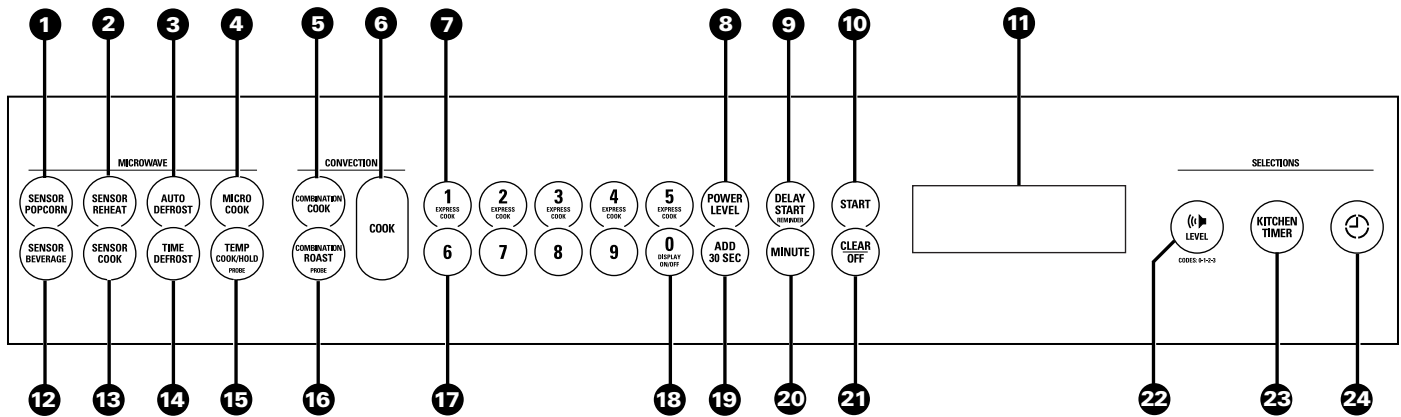 1 2 3 4 5 6 7 8 9 10 11
MICROWAVE
CONVECTION
SELECTIONS
SENSOR
POPCORN
SENSOR
REHEAT
AUTO
DEFROST
MICRO
COOK
COMBINATION
COOK
COOK
1
EXPRESS
COOK
2
EXPRESS
COOK
3
EXPRESS
COOK
4
EXPRESS
COOK
5
EXPRESS
COOK
POWER
LEVEL
DELAY
START
REMINDER
START
LEVEL
CODES: 0-1-2-3
KITCHEN
TIMER
SENSOR
BEVERAGE
SENSOR
COOK
TIME
DEFROST
TEMP
COOK/HOLD
PROBE
COMBINATION
ROAST
PROBE
6
7
8
9
0
DISPLAY
ON/OFF
ADD
30 SEC
MINUTE
CLEAR
OFF
12 13 14 15 16 17 18 19 20 21 22 23 24